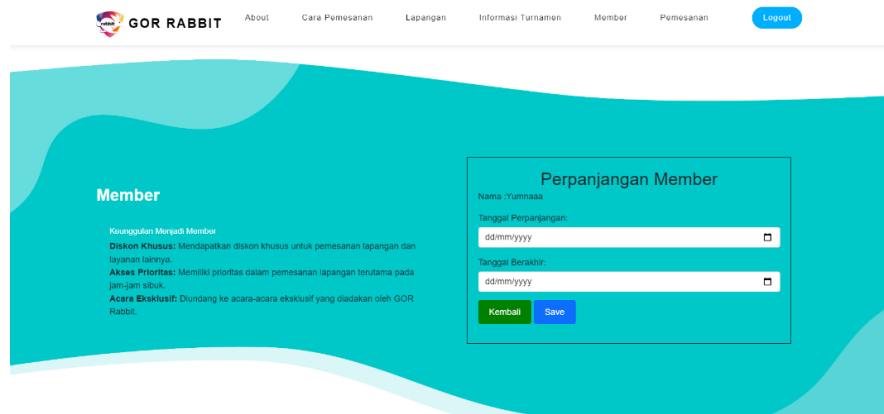 GOR RABBIT
About
Cara Pemesanan
Lapangan
Informasi Turnamen
Member
Pemesanan
Logout
Member
Keunggulan Menjadi Member
Diskon Khusus: Mendapatkan diskon khusus untuk pemesanan lapangan dan
layanan lainnya.
Akses Prioritas: Memiliki prioritas dalam pemesanan lapangan terutama pada
jam-jam sibuk.
Acara Eksklusif: Diundang ke acara-acara eksklusif yang diadakan oleh GOR
Rabbit.
Perpanjangan Member
Nama :Yumnaaa
Tanggal Perpanjangan:
dd/mm/yyyy
Tanggal Berakhir:
dd/mm/yyyy
Kembali
Save